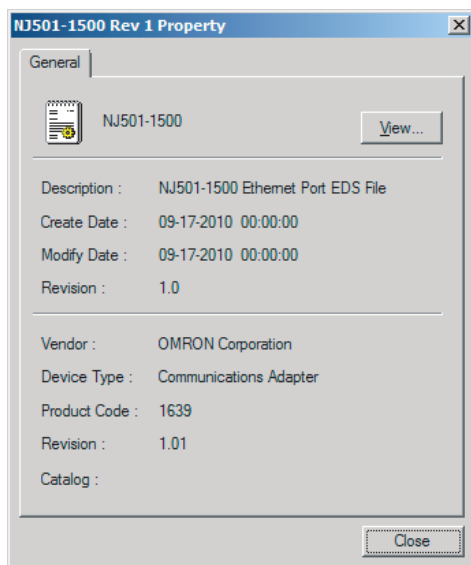 NJ501-1500 Rev 1 Property
General
NJ501-1500
View...
Description : NJ501-1500 Ethernet Port EDS File
Create Date : 09-17-2010 00:00:00
Modify Date : 09-17-2010 00:00:00
Revision : 1.0
Vendor : OMRON Corporation
Device Type : Communications Adapter
Product Code : 1639
Revision : 1.01
Catalog :
Close